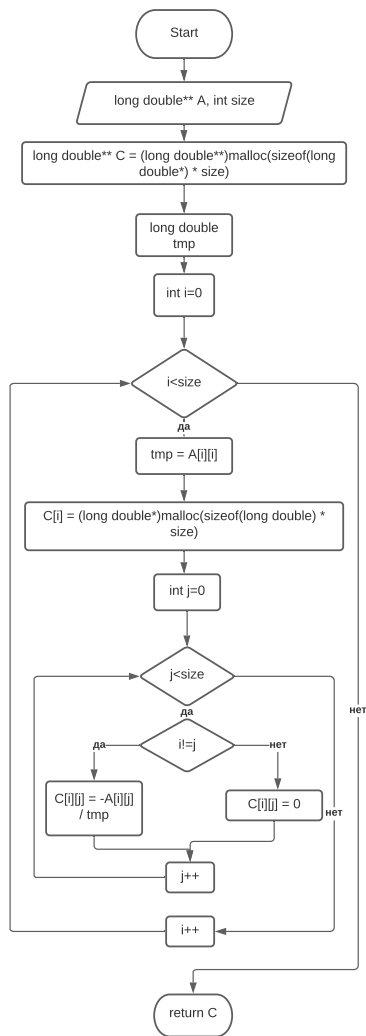 Start
long double** A, int size
long double** C = (long double**)malloc(sizeof(long
double*) * size)
long double
tmp
int i=0
i<size
да
tmp = A[i][i]
C[i] = (long double*)malloc(sizeof(long double) *
size)
int j=0
j<size
да
нет
i!=j
да
нет
C[i][j] = -A[i][j]
/ tmp
C[i][j] = 0
нет
j++
i++
return C